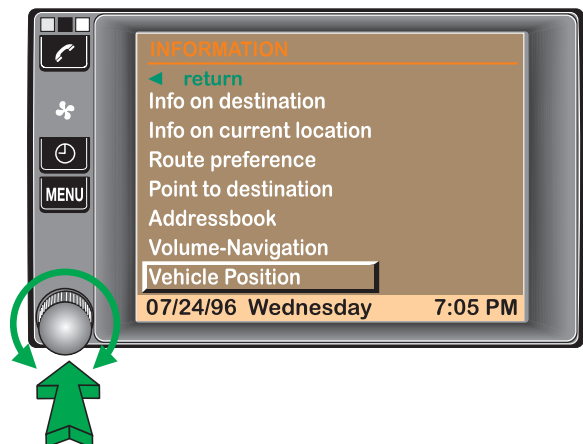 INFORMATION
◄ return
Info on destination
Info on current location
Route preference
Point to destination
MENU
Addressbook
Volume-Navigation
Vehicle Position
07/24/96 Wednesday 7:05 PM